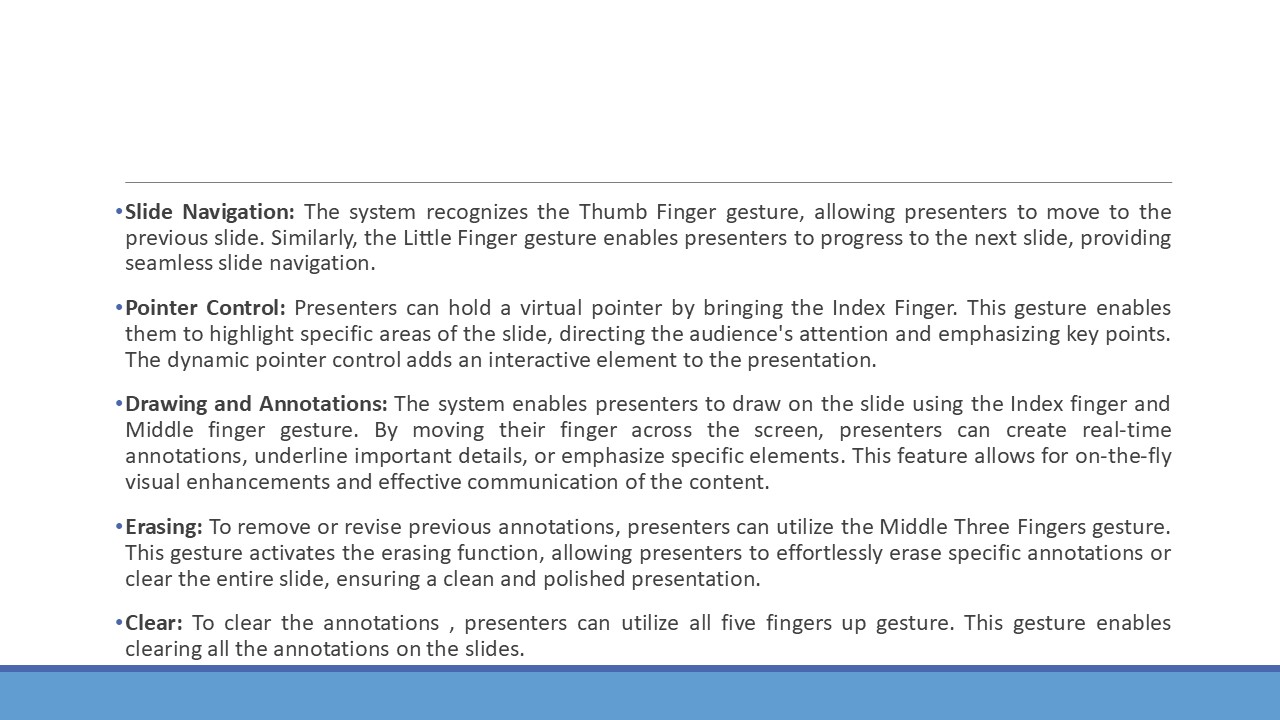 •Slide Navigation: The system recognizes the Thumb Finger gesture, allowing presenters to move to the
previous slide. Similarly, the Little Finger gesture enables presenters to progress to the next slide, providing
seamless slide navigation.
•Pointer Control: Presenters can hold a virtual pointer by bringing the Index Finger. This gesture enables
them to highlight specific areas of the slide, directing the audience's attention and emphasizing key points.
The dynamic pointer control adds an interactive element to the presentation.
•Drawing and Annotations: The system enables presenters to draw on the slide using the Index finger and
Middle finger gesture. By moving their finger across the screen, presenters can create real-time
annotations, underline important details, or emphasize specific elements. This feature allows for on-the-fly
visual enhancements and effective communication of the content.
•Erasing: To remove or revise previous annotations, presenters can utilize the Middle Three Fingers gesture.
This gesture activates the erasing function, allowing presenters to effortlessly erase specific annotations or
clear the entire slide, ensuring a clean and polished presentation.
•Clear: To clear the annotations , presenters can utilize all five fingers up gesture. This gesture enables
clearing all the annotations on the slides.